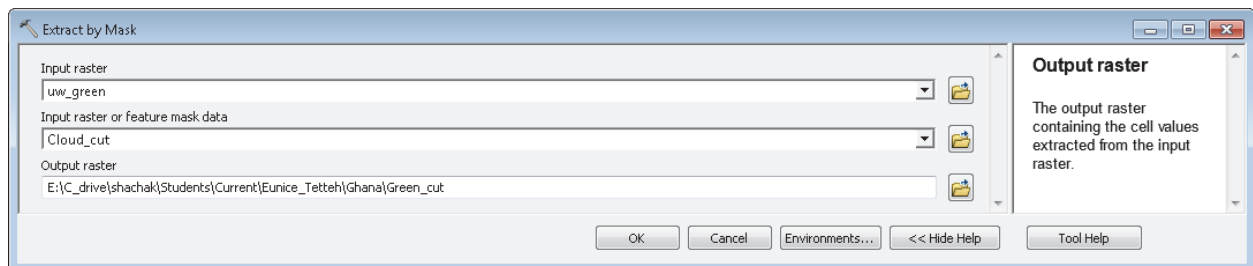 Extract by Mask
Input raster
uw_green
Input raster or feature mask data
Cloud_cut
Output raster
E:\C_drive\shachak\Students\Current\Eunice_Tetteh\Ghana\Green_cut
OK
Cancel
Environments...
<< Hide Help
Output raster
The output raster
containing the cell values
extracted from the input
raster.
Tool Help